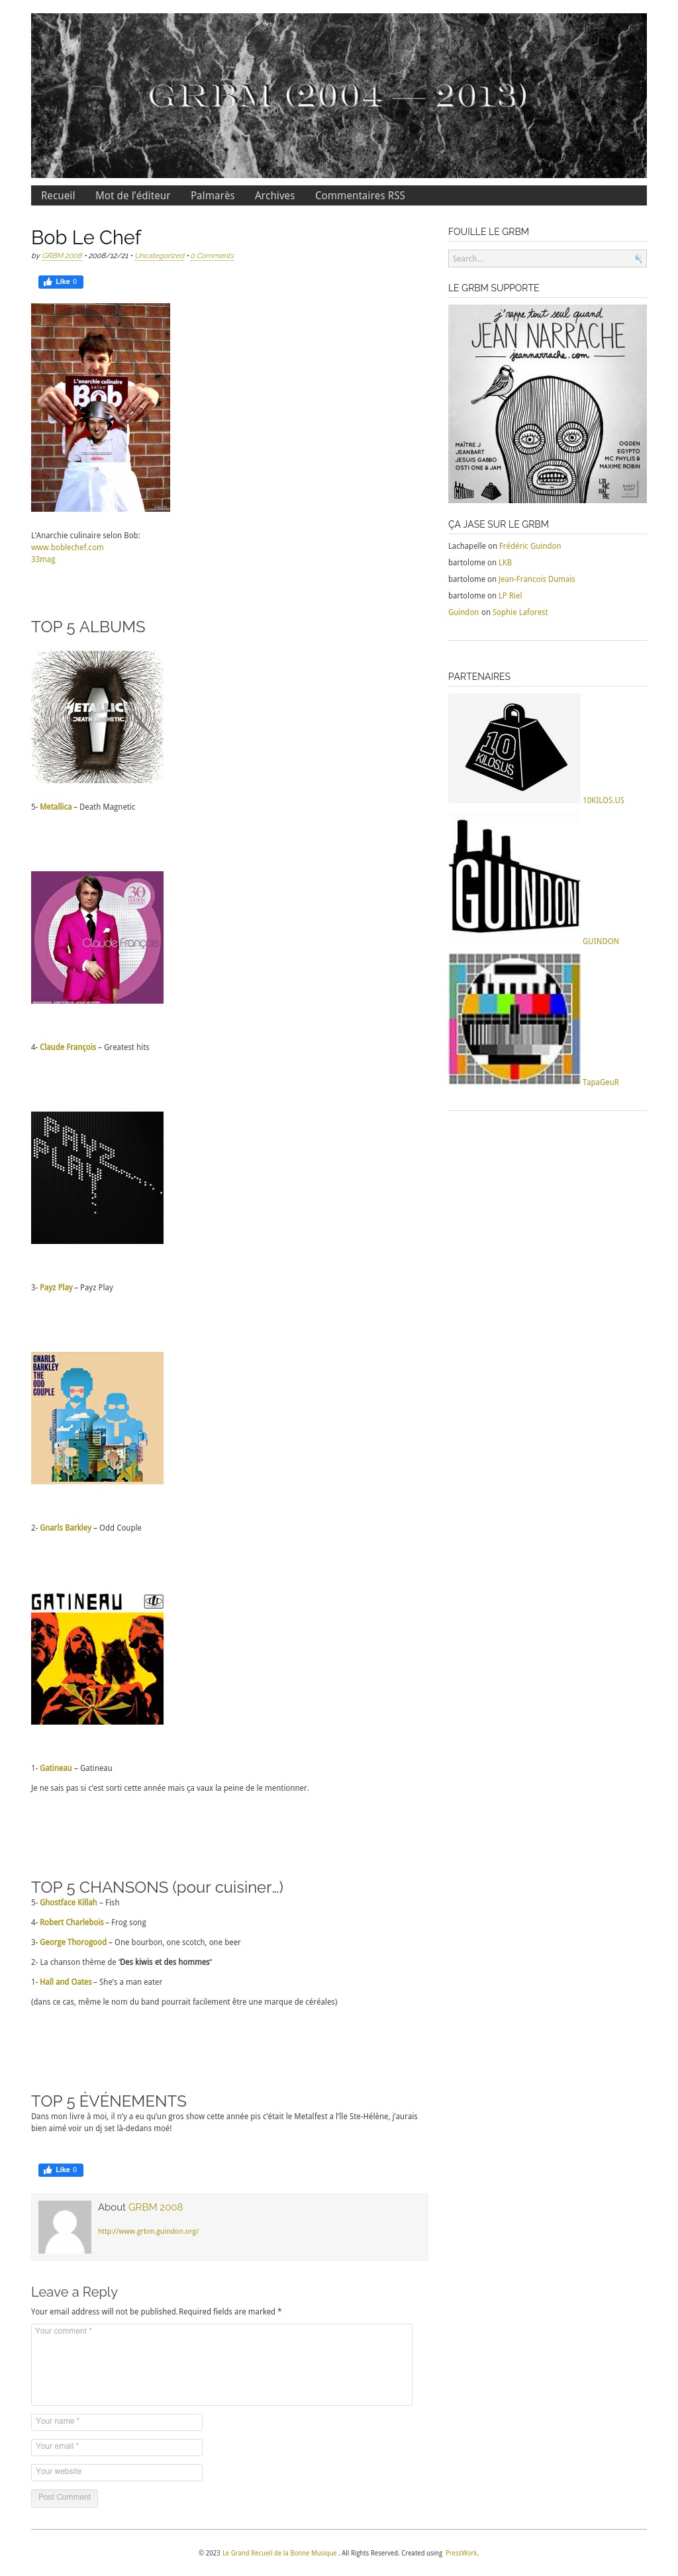 GRBM (2004 — 2013)
Recueil Mot de l'éditeur Palmarès Archives Commentaires RSS
Bob Le Chef
by GRBM 2008 • 2008/12/21 • Uncategorized • 0 Comments
Like 0
L'anarchie culinaire
selon
Bob
L'Anarchie culinaire selon Bob:
www.boblechef.com
33mag
TOP 5 ALBUMS
METALLICA
DEATH MAGNETIC
5- Metallica – Death Magnetic
30
Claude François
4- Claude François – Greatest hits
PAYZ
PLAY
3- Payz Play – Payz Play
GNARLS
BARKLEY
THE
ODD
COUPLE
2- Gnarls Barkley – Odd Couple
GATINEAU
1- Gatineau – Gatineau
Je ne sais pas si c'est sorti cette année mais ça vaux la peine de le mentionner.
TOP 5 CHANSONS (pour cuisiner…)
5- Ghostface Killah – Fish
4- Robert Charlebois – Frog song
3- George Thorogood – One bourbon, one scotch, one beer
2- La chanson thème de "Des kiwis et des hommes"
1- Hall and Oates – She's a man eater
(dans ce cas, même le nom du band pourrait facilement être une marque de céréales)
TOP 5 ÉVÉNEMENTS
Dans mon livre à moi, il n'y a eu qu'un gros show cette année pis c'était le Metalfest a l'île Ste-Hélène, j'aurais
bien aimé voir un dj set là-dedans moé!
Like 0
About GRBM 2008
http://www.grbm.guindon.org/
Leave a Reply
Your email address will not be published.Required fields are marked *
Your comment *
Your name *
Your email *
Your website
Post Comment
FOUILLE LE GRBM
Search...
LE GRBM SUPPORTE
j'rappe tout seul quand
JEAN NARRACHE
jeannarrache.com
MAÎTRE J
JEANBART
JESUIS GABBO
OSTI ONE & JAM
OGDEN
EGYPTO
MC PHYLIS &
MAXIME ROBIN
ÇA JASE SUR LE GRBM
Lachapelle on Frédéric Guindon
bartolome on LKB
bartolome on Jean-Francois Dumais
bartolome on LP Riel
Guindon on Sophie Laforest
PARTENAIRES
10
KILOS.US
10KILOS.US
GUINDON
GUINDON
TapaGeuR
© 2023 Le Grand Recueil de la Bonne Musique . All Rights Reserved. Created using PressWork.